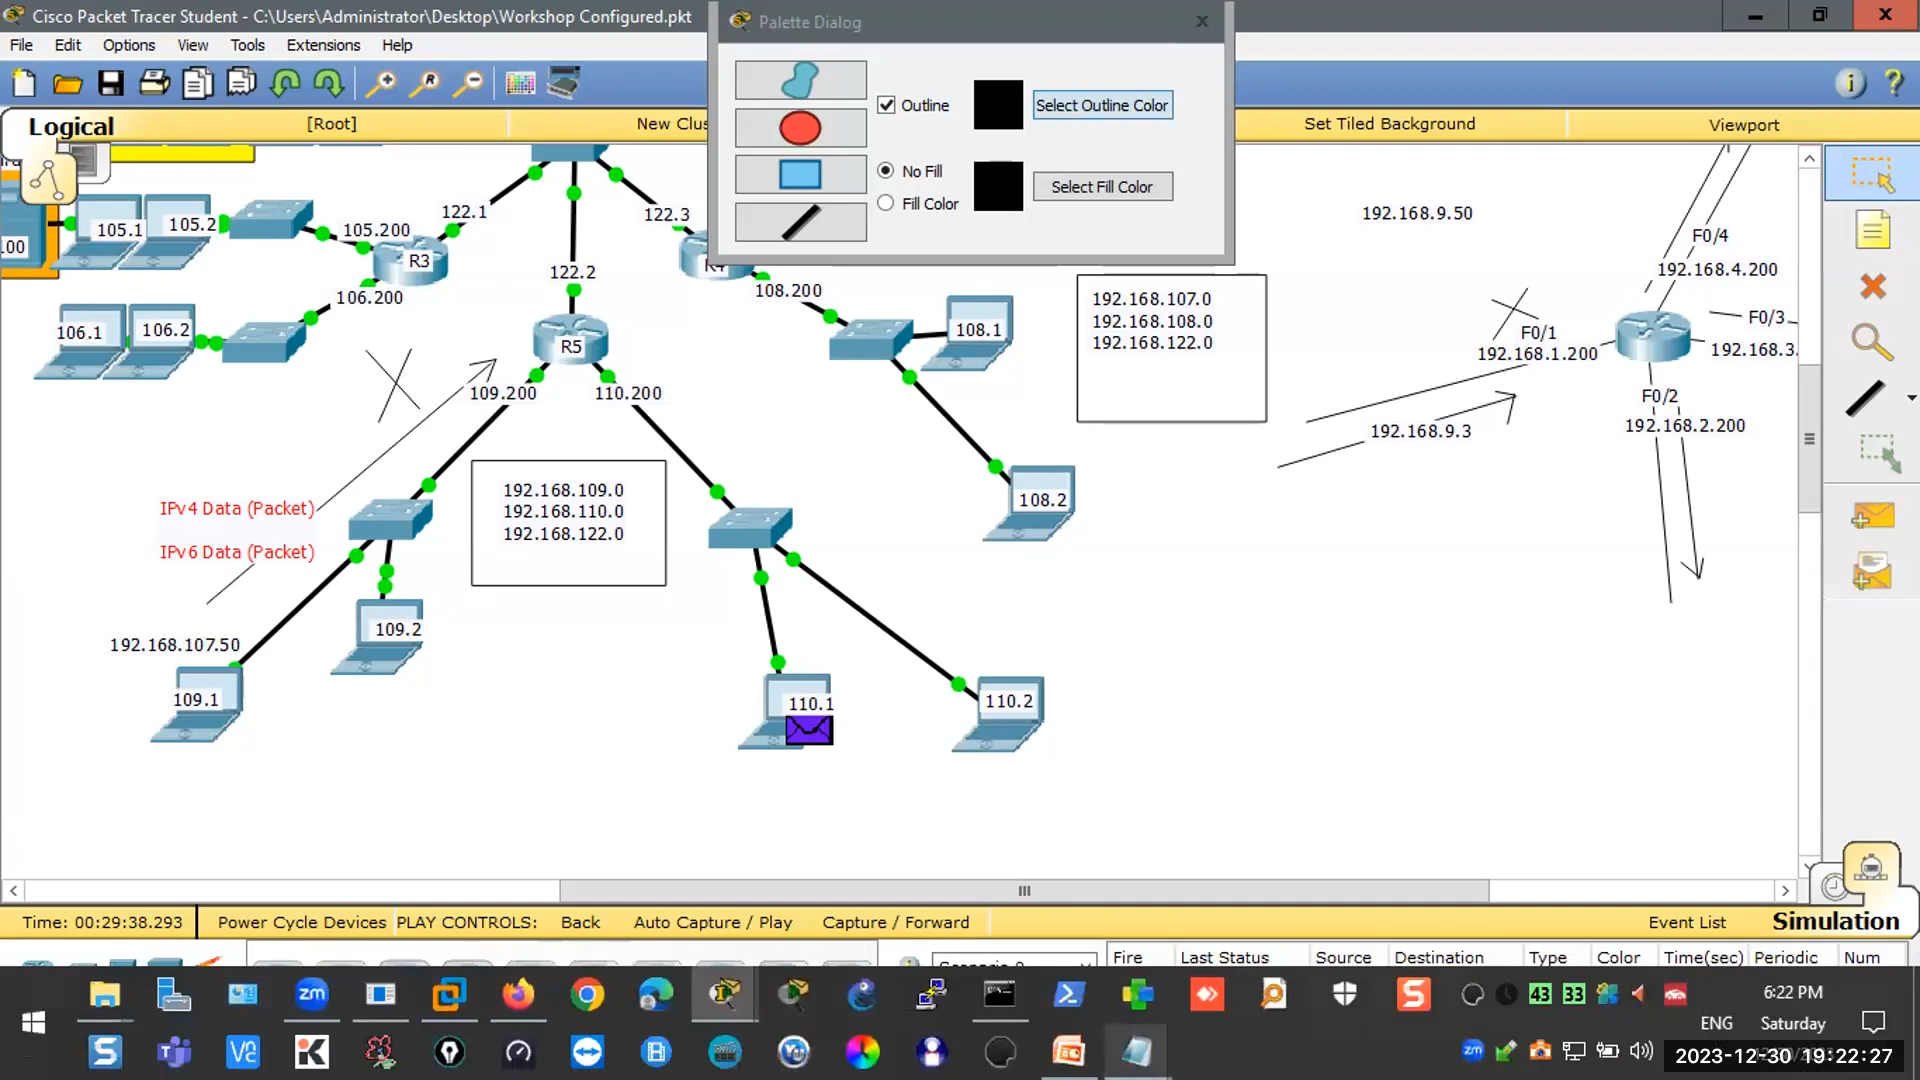 Cisco Packet Tracer Student - C:\Users\Administrator\Desktop\Workshop Configured.pkt
Palette Dialog
File Edit Options View Tools Extensions Help
Outline
Select Outline Color
No Fill
Fill Color
Select Fill Color
Logical
[Root]
New Clus
Set Tiled Background
Viewport
00
105.1
105.2
105.200
122.1
R3
106.200
106.1
106.2
122.2
122.3
R5
108.200
108.1
108.2
109.200
110.200
192.168.107.0
192.168.108.0
192.168.122.0
192.168.9.50
F0/4
192.168.4.200
F0/1
192.168.1.200
F0/3
192.168.3.
F0/2
192.168.2.200
192.168.9.3
IPv4 Data (Packet)
IPv6 Data (Packet)
192.168.109.0
192.168.110.0
192.168.122.0
192.168.107.50
109.1
109.2
110.1
110.2
Time: 00:29:38.293
Power Cycle Devices PLAY CONTROLS: Back Auto Capture / Play Capture / Forward
Event List
Simulation
Fire Last Status Source Destination Type Color Time(sec) Periodic Num
zm
43
33
6:22 PM
ENG
Saturday
2023-12-30 19:22:27